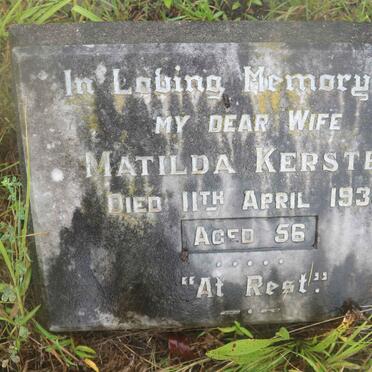 In Loving Memory
MY DEAR WIFE
MATILDA KERSTE
DIED 11TH APRIL 193
AGED 56
"At Rest."